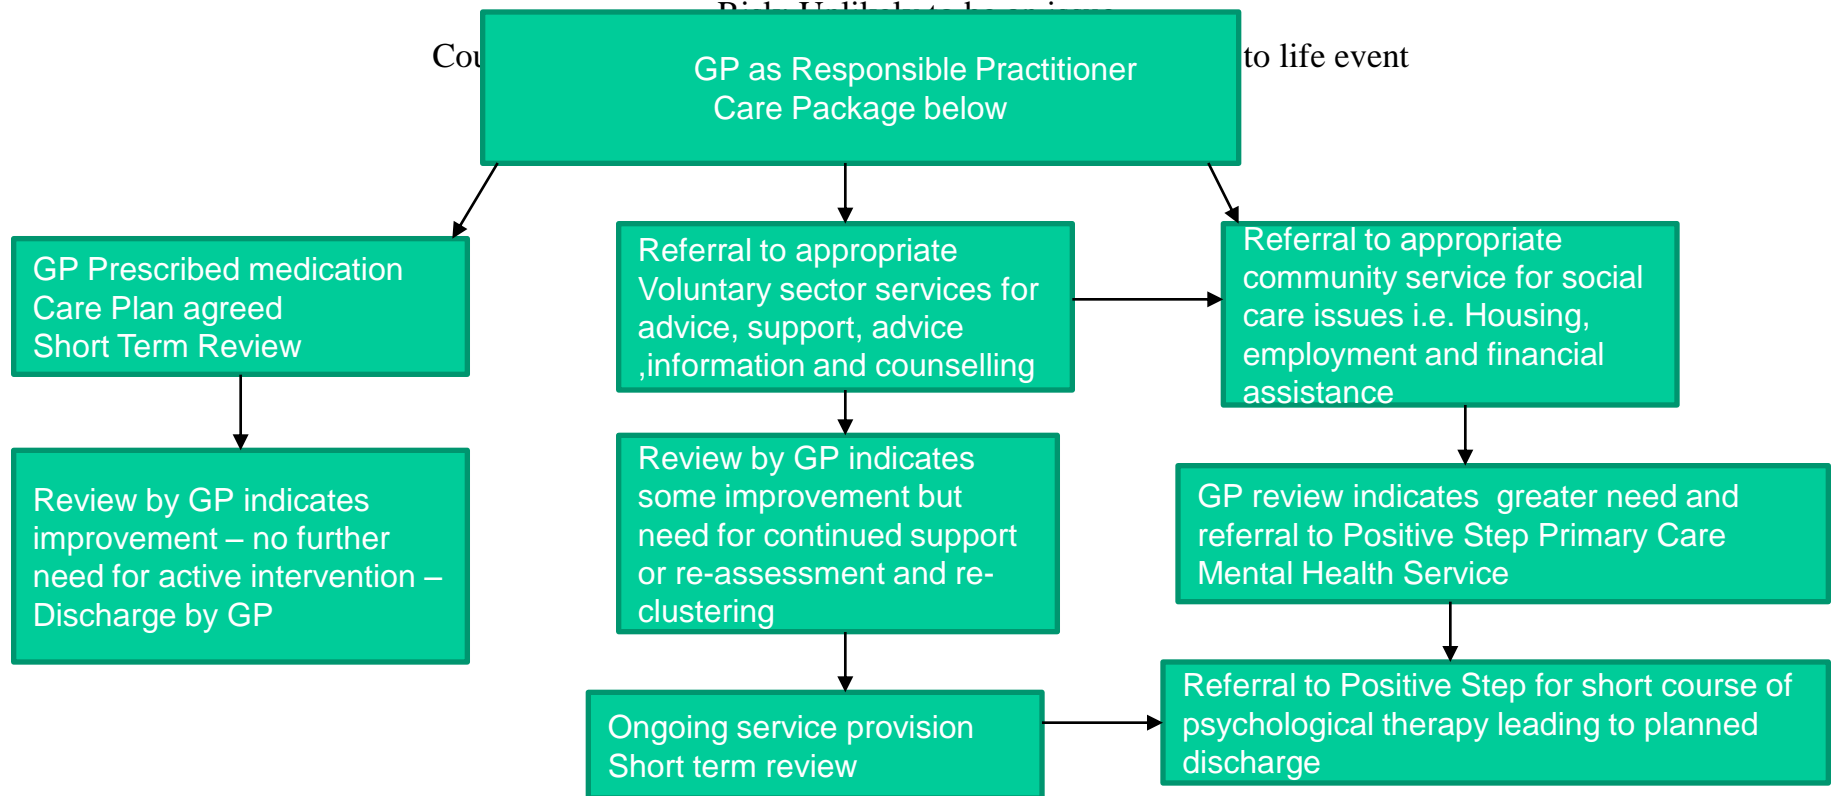 GP as Responsible Practitioner
Care Package below
to life event
GP Prescribed medication
Care Plan agreed
Short Term Review
Referral to appropriate
Voluntary sector services for
advice, support, advice
,information and counselling
Referral to appropriate
community service for social
care issues i.e. Housing,
employment and financial
assistance
Review by GP indicates
improvement – no further
need for active intervention –
Discharge by GP
Review by GP indicates
some improvement but
need for continued support
or re-assessment and re-
clustering
GP review indicates  greater need and
referral to Positive Step Primary Care
Mental Health Service
Ongoing service provision
Short term review
Referral to Positive Step for short course of
psychological therapy leading to planned
discharge